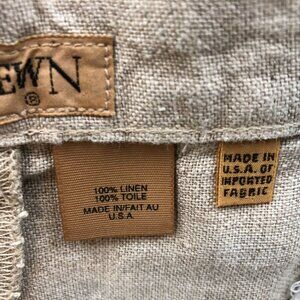 EWN
®
100% LINEN
100% TOILE
MADE IN/FAIT AU
U.S.A.
MADE IN
U.S.A. OF
IMPORTED
FABRIC